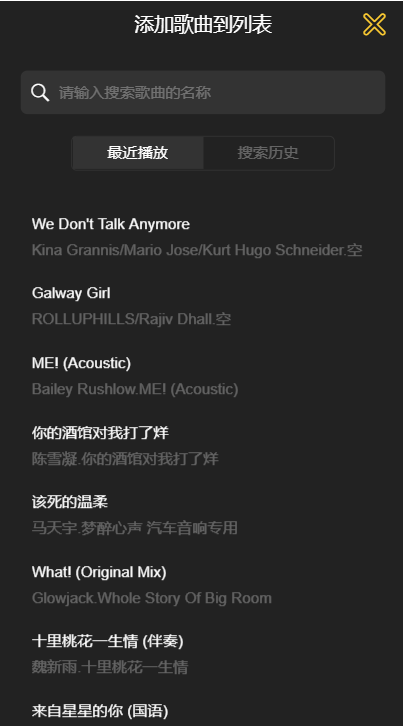 添加歌曲到列表
请输入搜索歌曲的名称
最近播放
搜索历史
We Don't Talk Anymore
Kina Grannis/Mario Jose/Kurt Hugo Schneider.空
Galway Girl
ROLLUPHILLS/Rajiv Dhall.空
ME! (Acoustic)
Bailey Rushlow.ME! (Acoustic)
你的酒馆对我打了烊
陈雪凝.你的酒馆对我打了烊
该死的温柔
马天宇.梦醉心声 汽车音响专用
What! (Original Mix)
Glowjack.Whole Story Of Big Room
十里桃花一生情 (伴奏)
魏新雨.十里桃花一生情
来自星星的你 (国语)